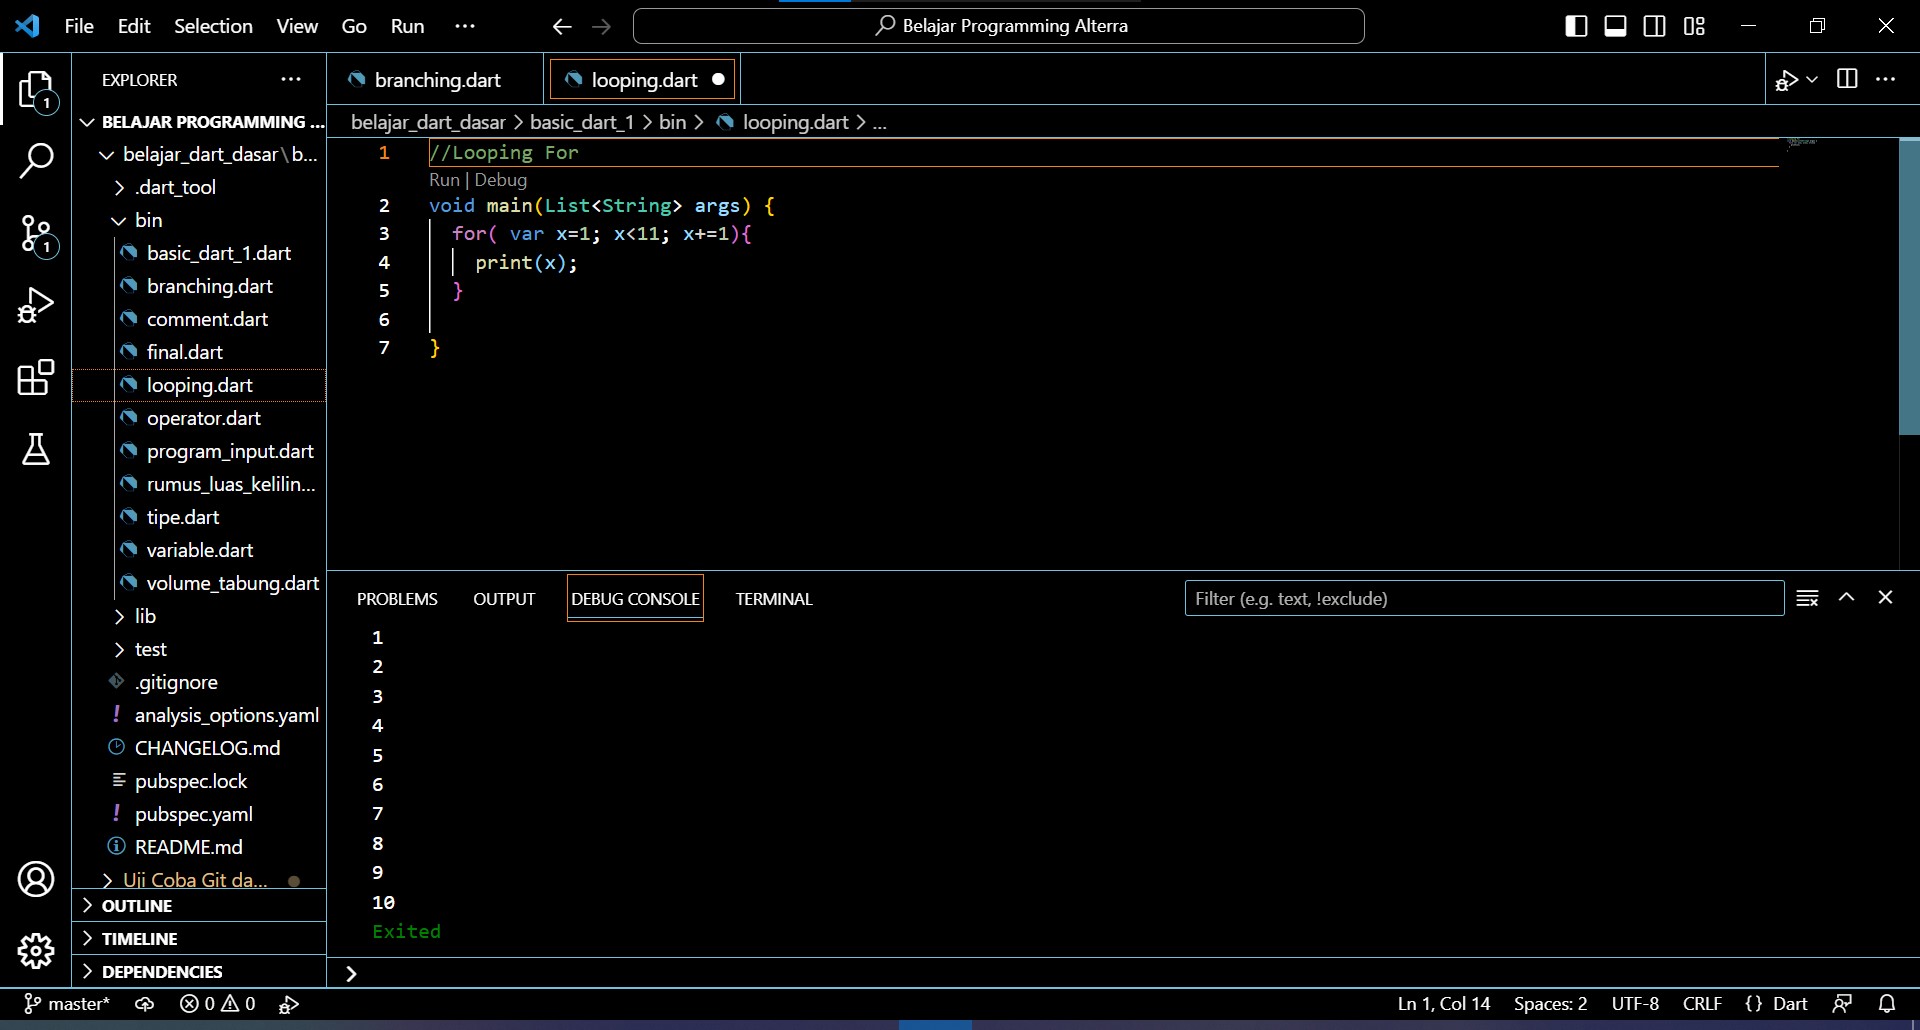 File Edit Selection View Go Run ···
Belajar Programming Alterra
1
1
EXPLORER ···
BELAJAR PROGRAMMING ...
belajar_dart_dasar\b...
.dart_tool
bin
basic_dart_1.dart
branching.dart
comment.dart
final.dart
looping.dart
operator.dart
program_input.dart
rumus_luas_kelilin...
tipe.dart
variable.dart
volume_tabung.dart
lib
test
.gitignore
! analysis_options.yaml
CHANGELOG.md
pubspec.lock
! pubspec.yaml
README.md
Uji Coba Git da...
OUTLINE
TIMELINE
DEPENDENCIES
branching.dart looping.dart
belajar_dart_dasar > basic_dart_1 > bin > looping.dart > ...
1 //Looping For
Run | Debug
2 void main(List<String> args) {
3 for( var x=1; x<11; x+=1){
4 print(x);
5 }
6
7 }
PROBLEMS OUTPUT DEBUG CONSOLE TERMINAL Filter (e.g. text, !exclude)
1
2
3
4
5
6
7
8
9
10
Exited
>
master* 0 0 Ln 1, Col 14 Spaces: 2 UTF-8 CRLF {} Dart